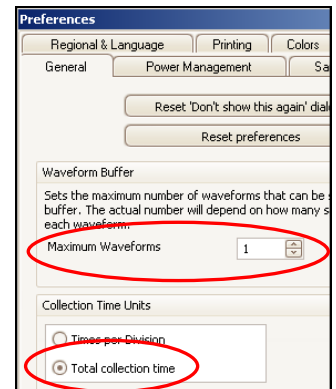 Preferences
Regional & Language Printing Colors
General Power Management Sa
Reset 'Don't show this again' dial
Reset preferences
Waveform Buffer
Sets the maximum number of waveforms that can be s
buffer. The actual number will depend on how many s
each waveform.
Maximum Waveforms 1
Collection Time Units
Times per Division
Total collection time